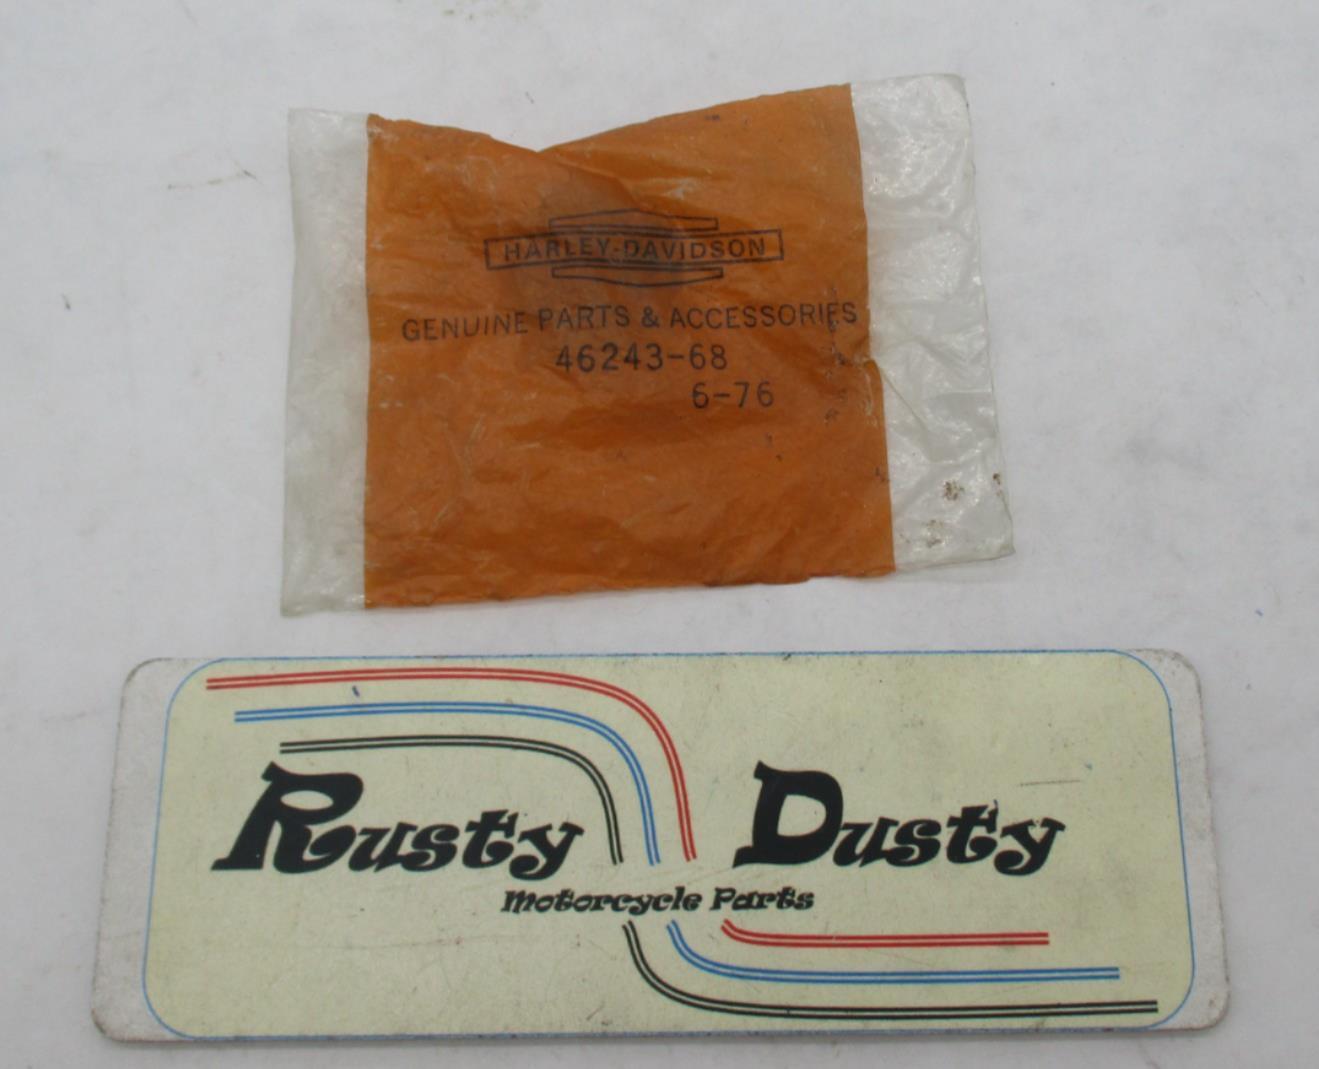 HARLEY-DAVIDSON
GENUINE PARTS & ACCESSORIES
46243-68
6-76
Rusty Dusty
Motorcycle Parts